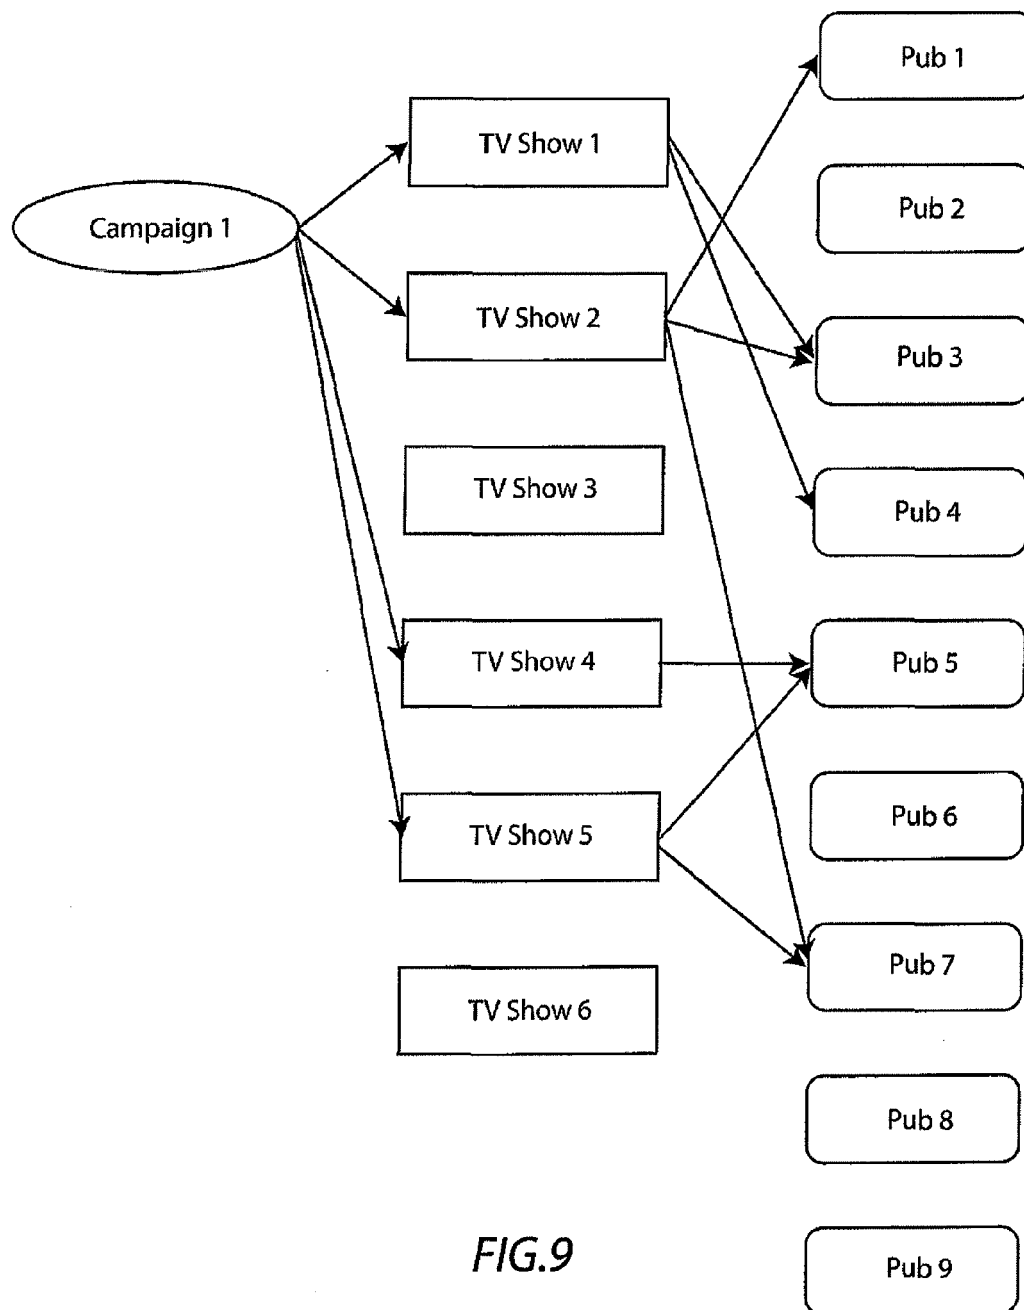 Campaign 1
TV Show 1
TV Show 2
TV Show 3
TV Show 4
TV Show 5
TV Show 6
Pub 1
Pub 2
Pub 3
Pub 4
Pub 5
Pub 6
Pub 7
Pub 8
Pub 9
FIG.9